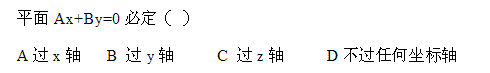 平面 Ax+By=0 必定（ ）
A 过 x 轴 B 过 y 轴 C 过 z 轴 D 不过任何坐标轴